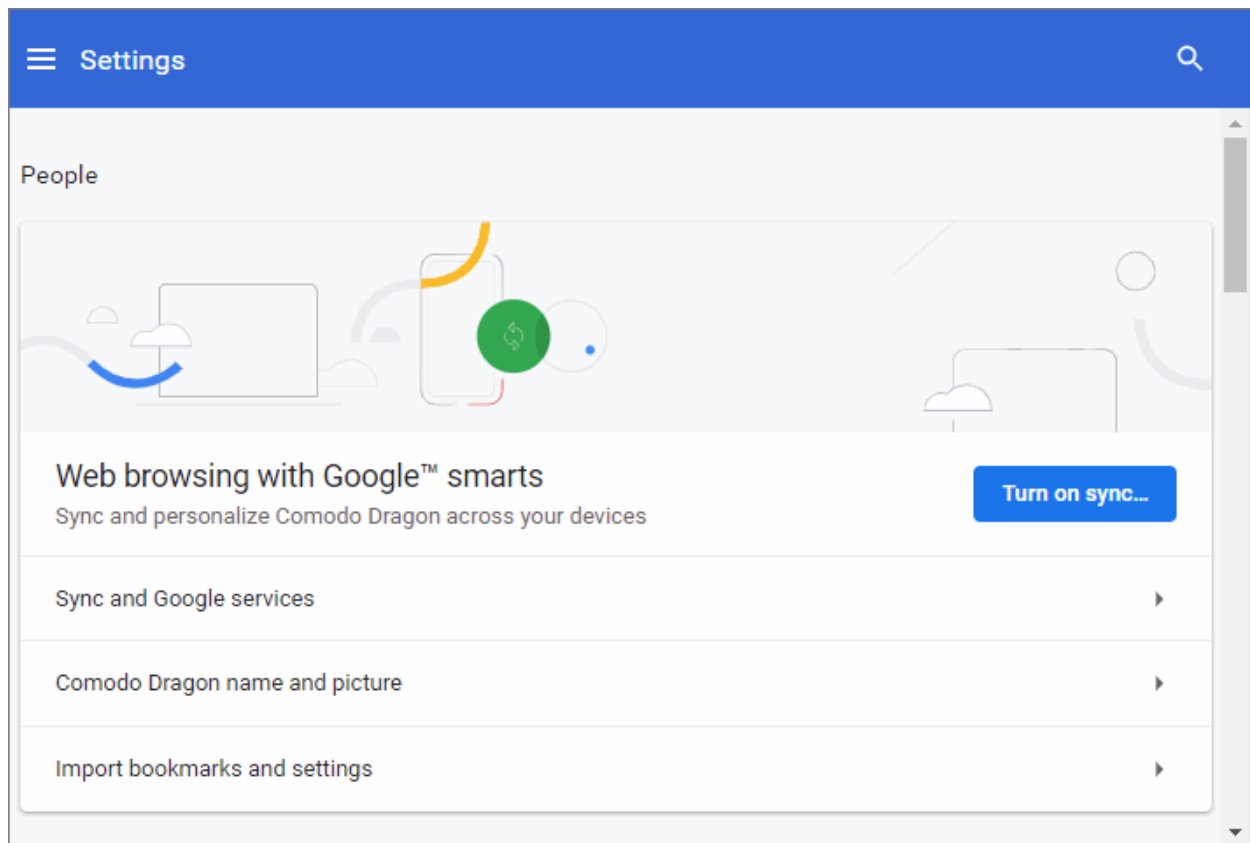 Settings
People
Web browsing with Google™ smarts
Sync and personalize Comodo Dragon across your devices
Turn on sync...
Sync and Google services
Comodo Dragon name and picture
Import bookmarks and settings